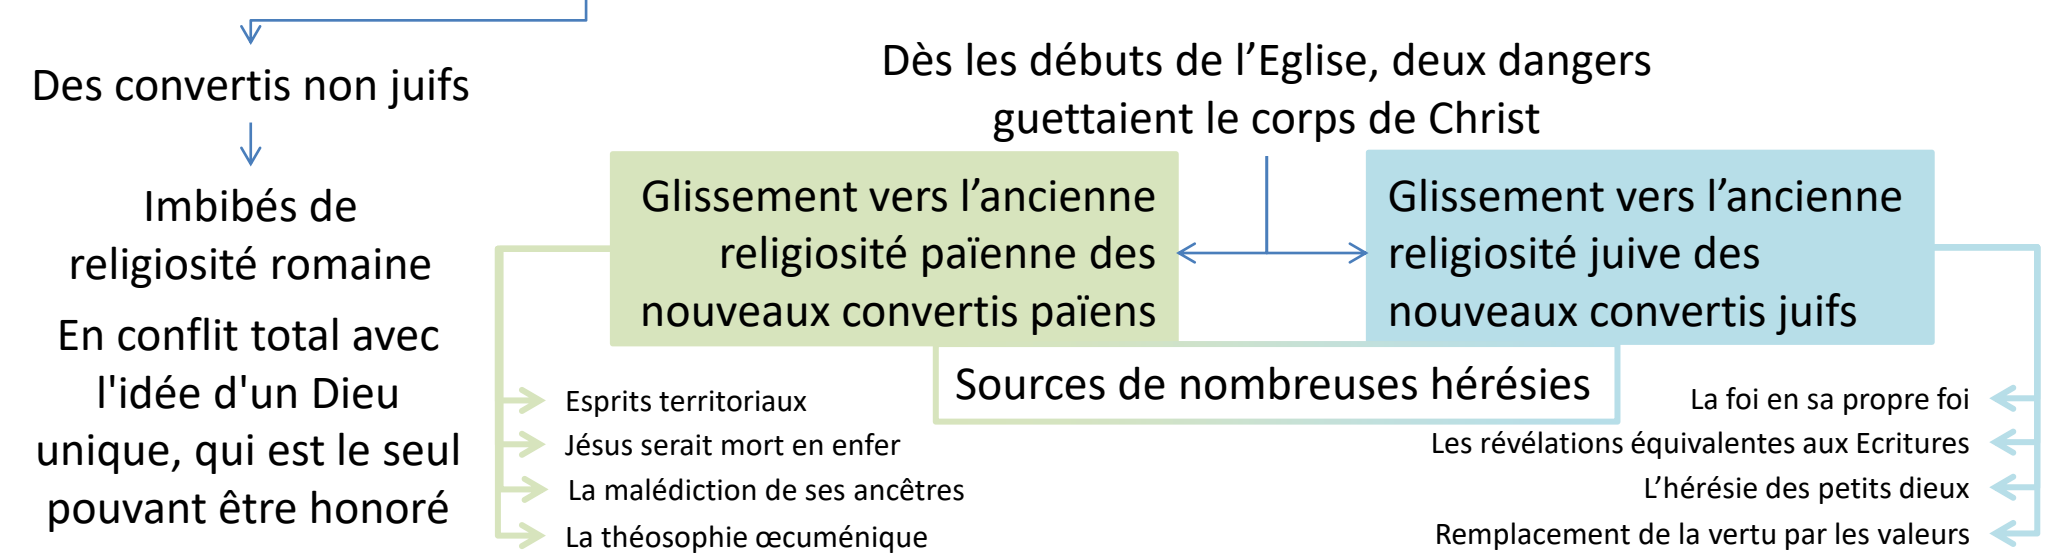 Des convertis non juifs
Imbibés de
religiosité romaine
En conflit total avec
l'idée d'un Dieu
unique, qui est le seul
pouvant être honoré
Dès les débuts de l’Eglise, deux dangers
guettaient le corps de Christ
Glissement vers l’ancienne
religiosité païenne des
nouveaux convertis païens
Glissement vers l’ancienne
religiosité juive des
nouveaux convertis juifs
Sources de nombreuses hérésies
Esprits territoriaux
Jésus serait mort en enfer
La malédiction de ses ancêtres
La théosophie œcuménique
La foi en sa propre foi
Les révélations équivalentes aux Ecritures
L’hérésie des petits dieux
Remplacement de la vertu par les valeurs